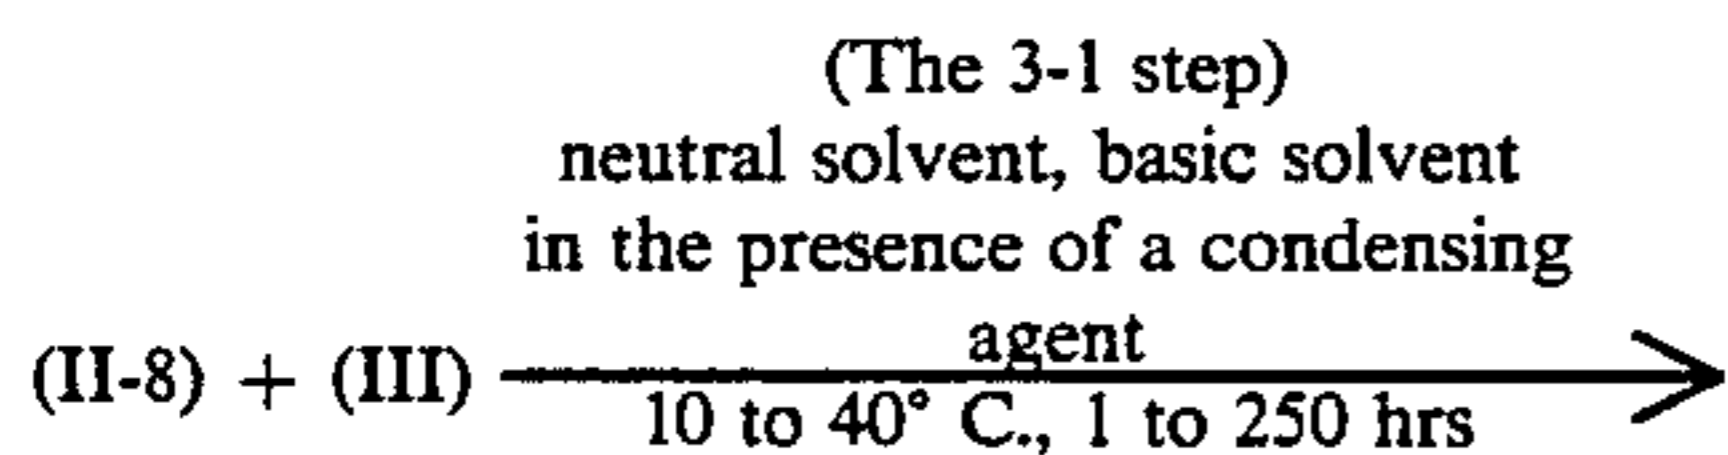 (The 3-1 step)
neutral solvent, basic solvent
in the presence of a condensing
agent
(II-8) + (III)
10 to 40° C., 1 to 250 hrs